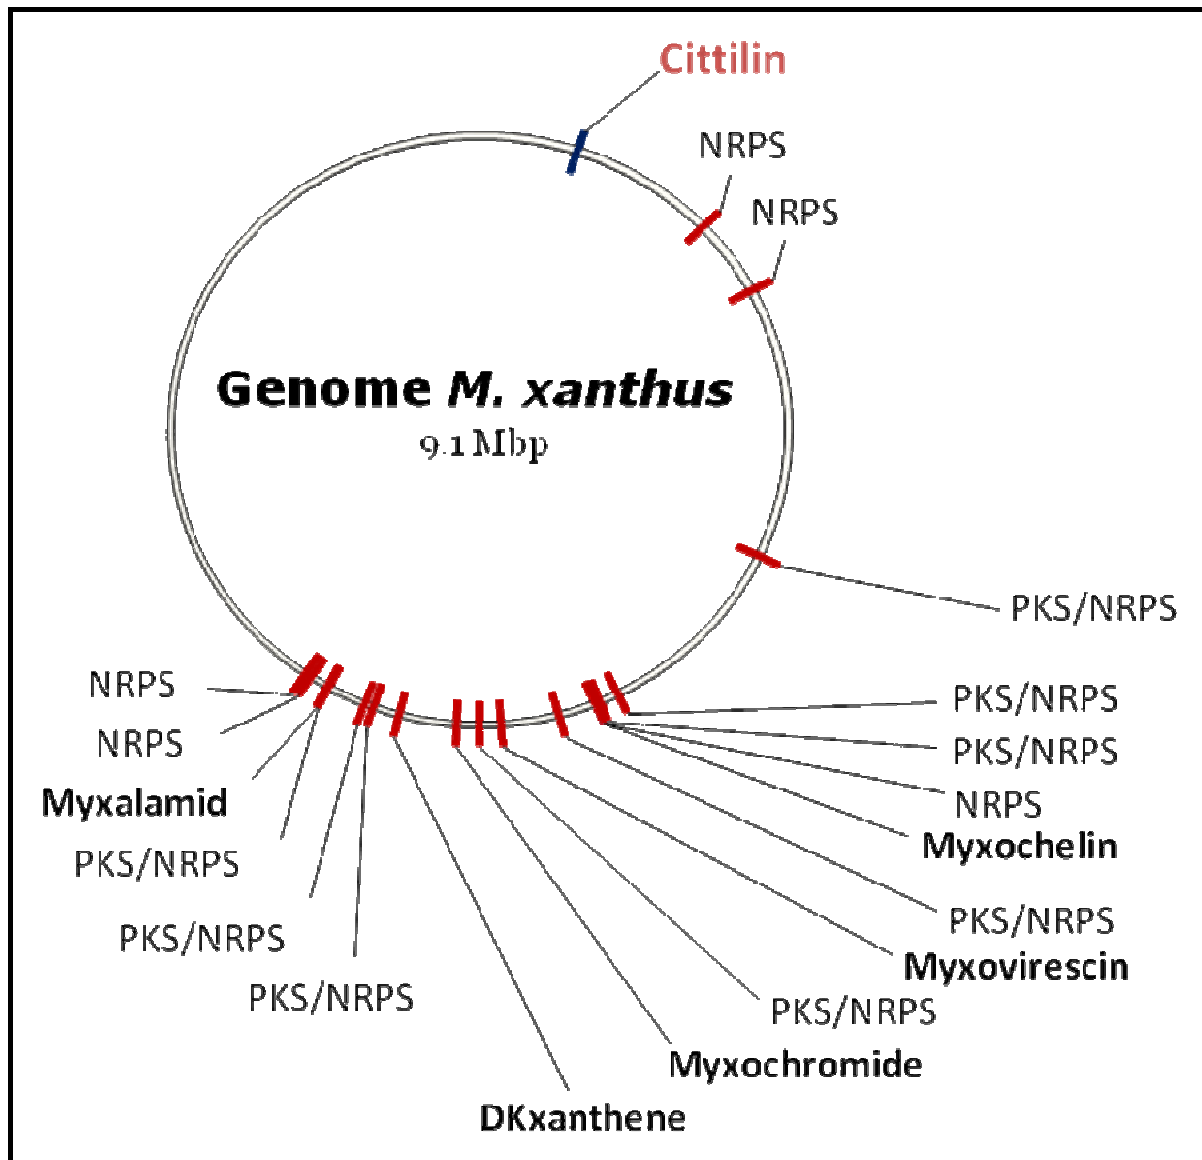 Cittilin
NRPS
NRPS
Genome M. xanthus
9.1 Mbp
PKS/NRPS
PKS/NRPS
PKS/NRPS
NRPS
Myxochelin
PKS/NRPS
Myxovirescin
PKS/NRPS
Myxochromide
DKxanthene
PKS/NRPS
PKS/NRPS
PKS/NRPS
Myxalamid
NRPS
NRPS